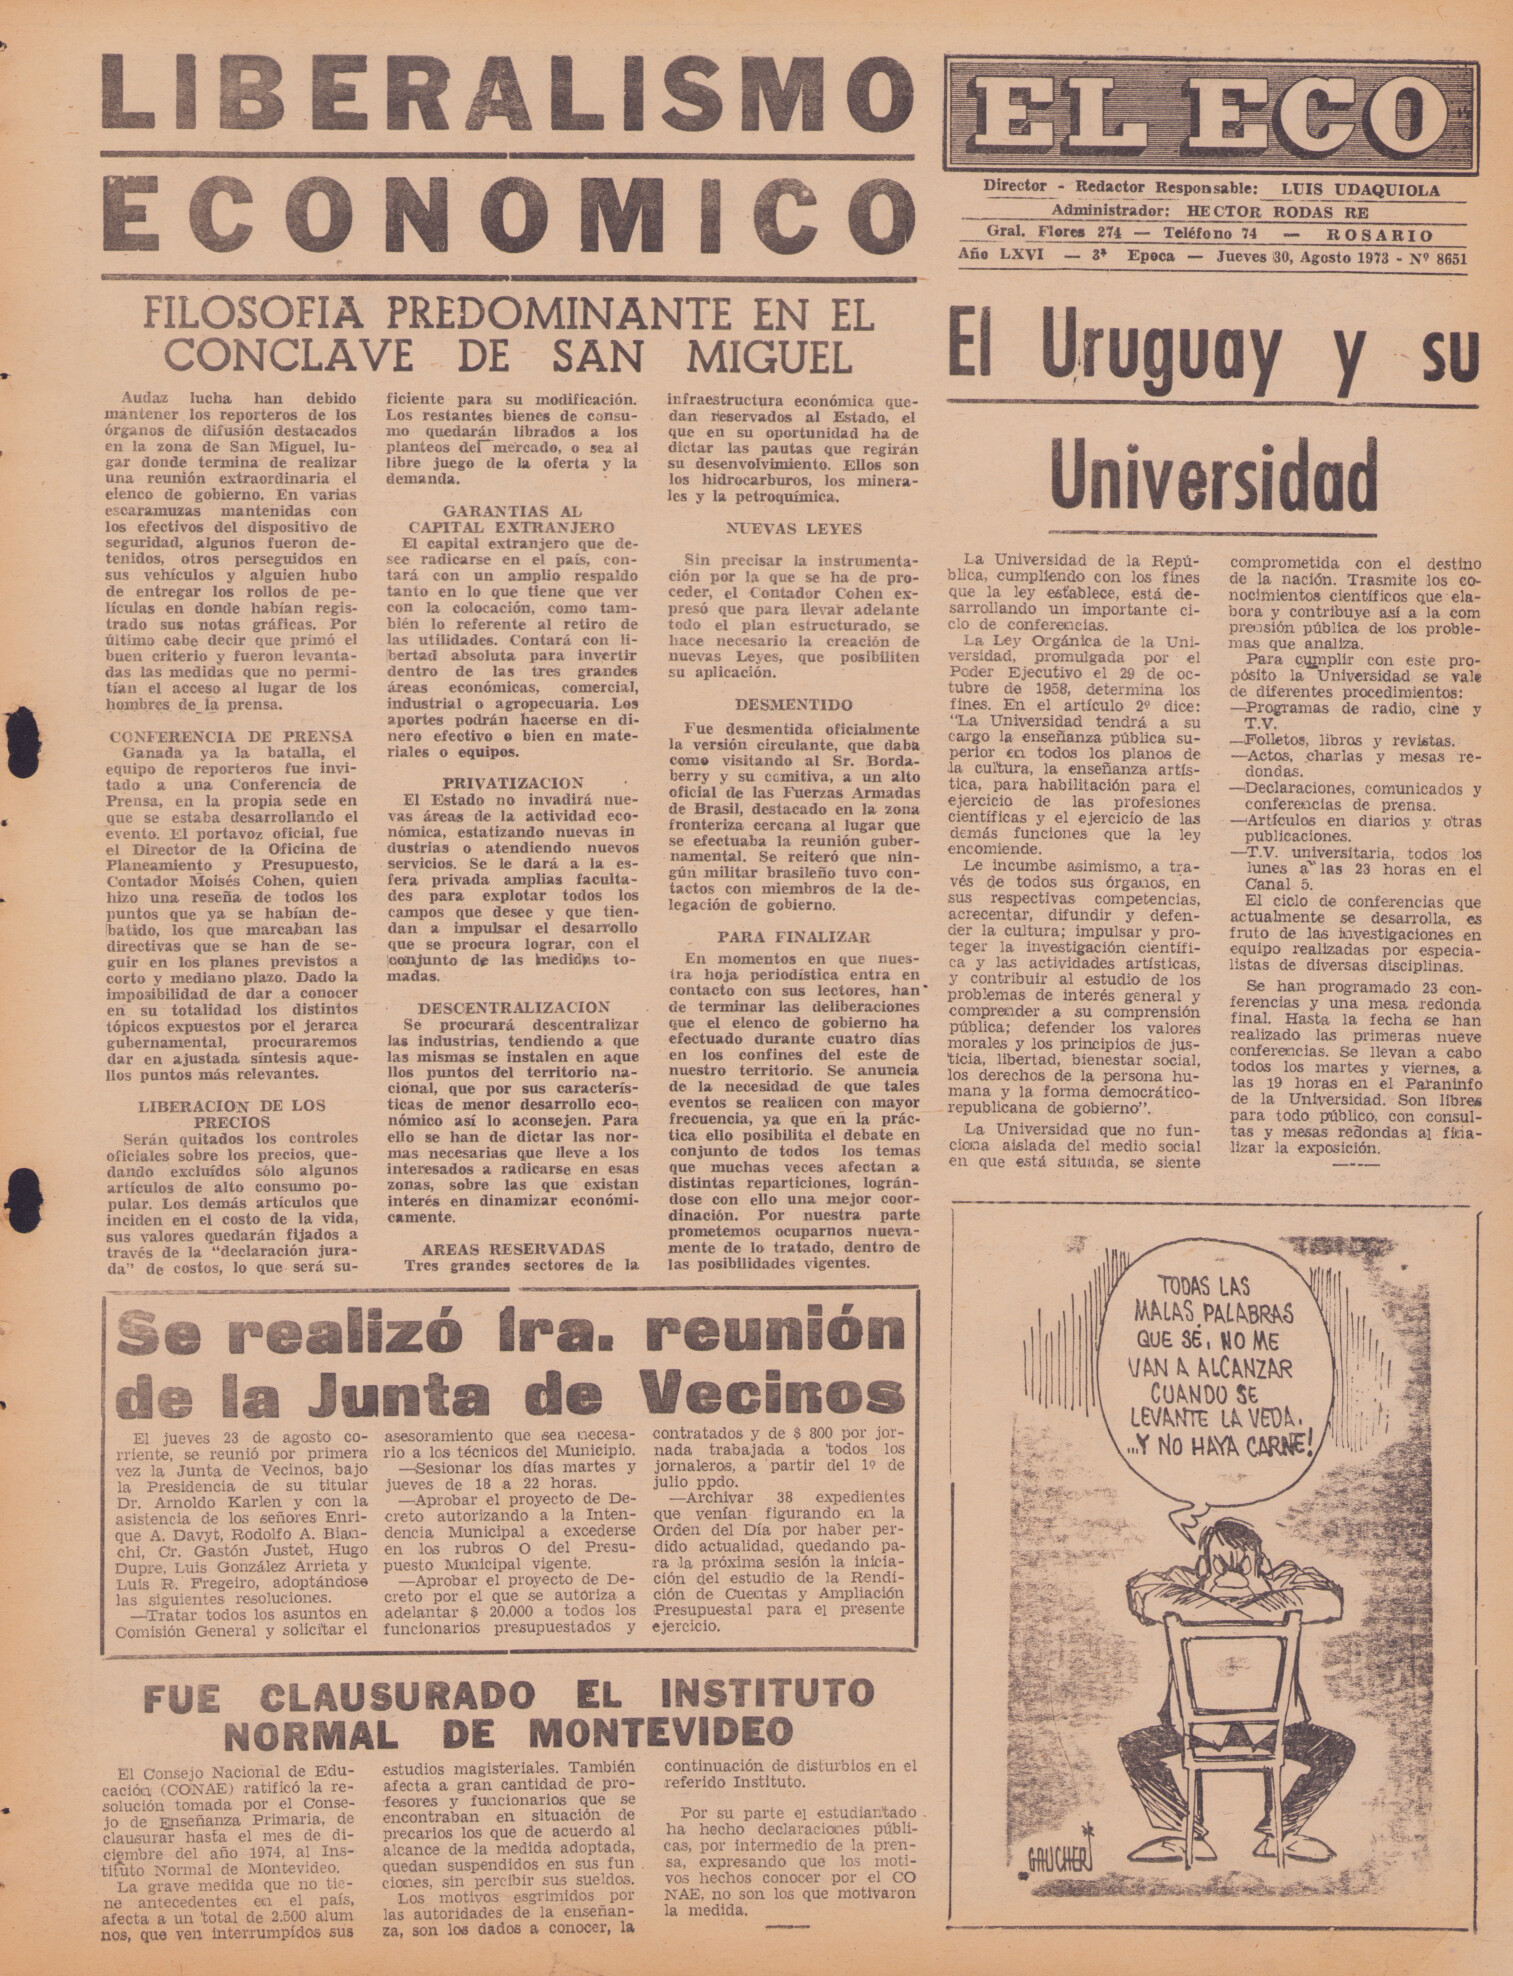 LIBERALISMO
ECONOMICO
FILOSOFIA PREDOMINANTE EN EL
CONCLAVE DE SAN MIGUEL
Audaz lucha han debido
mantener los reporteros de los
órganos de difusión destacados
en la zona de San Miguel, lu-
gar donde termina de realizar
una reunión extraordinaria el
elenco de gobierno. En varias
escaramuzas mantenidas con
los efectivos del dispositivo de
seguridad, algunos fueron de-
tenidos, otros perseguidos en
sus vehículos y alguien hubo
de entregar los rollos de pe-
lículas en donde habían regis-
trado sus notas gráficas. Por
último cabe decir que primó el
buen criterio y fueron levanta-
das las medidas que no permi-
tían el acceso al lugar de los
hombres de la prensa.
CONFERENCIA DE PRENSA
Ganada ya la batalla, el
equipo de reporteros fue invi-
tado a una Conferencia de
Prensa, en la propia sede en
que se estaba desarrollando el
evento. El portavoz oficial, fue
el Director de la Oficina de
Planeamiento y Presupuesto,
Contador Moisés Cohen, quien
hizo una reseña de todos los
puntos que ya se habían de-
batido, los que marcaban las
directivas que se han de se-
guir en los planes previstos a
corto y mediano plazo. Dado la
imposibilidad de dar a conocer
en su totalidad los distintos
tópicos expuestos por el jerarca
gubernamental, procuraremos
dar en ajustada síntesis aque-
llos puntos más relevantes.
LIBERACION DE LOS
PRECIOS
Serán quitados los controles
oficiales sobre los precios, que-
dando excluídos sólo algunos
artículos de alto consumo po-
pular. Los demás artículos que
inciden en el costo de la vida,
sus valores quedarán fijados a
través de la "declaración jura-
da" de costos, lo que será su-
ficiente para su modificación.
Los restantes bienes de consu-
mo quedarán librados a los
planteos del mercado, o sea al
libre juego de la oferta y la
demanda.
GARANTIAS AL
CAPITAL EXTRANJERO
El capital extranjero que de-
see radicarse en el país, con-
tará con un amplio respaldo
tanto en lo que tiene que ver
con la colocación, como tam-
bién lo referente al retiro de
las utilidades. Contará con li-
bertad absoluta para invertir
dentro de las tres grandes
áreas económicas, comercial,
industrial o agropecuaria. Los
aportes podrán hacerse en di-
nero efectivo o bien en mate-
riales o equipos.
PRIVATIZACION
El Estado no invadirá nue-
vas áreas de la actividad eco-
nómica, estatizando nuevas in
dustrias o atendiendo nuevos
servicios. Se le dará a la es-
fera privada amplias faculta-
des para explotar todos los
campos que desee y que tien-
dan a impulsar el desarrollo
que se procura lograr, con el
conjunto de las medidas to-
madas.
DESCENTRALIZACION
Se procurará descentralizar
las industrias, tendiendo a que
las mismas se instalen en aque
llos puntos del territorio na-
cional, que por sus caracterís-
ticas de menor desarrollo eco-
nómico así lo aconsejen. Para
ello se han de dictar las nor-
mas necesarias que lleve a los
interesados a radicarse en esas
zonas, sobre las que existan
interés en dinamizar económi-
camente.
AREAS RESERVADAS
Tres grandes sectores de la
infraestructura económica que-
dan reservados al Estado, el
que en su oportunidad ha de
dictar las pautas que regirán
su desenvolvimiento. Ellos son
los hidrocarburos, los minera-
les y la petroquímica.
NUEVAS LEYES
Sin precisar la instrumenta-
ción por la que se ha de pro-
ceder, el Contador Cohen ex-
presó que para llevar adelante
todo el plan estructurado, se
hace necesario la creación de
nuevas Leyes, que posibiliten
su aplicación.
DESMENTIDO
Fue desmentida oficialmente
la versión circulante, que daba
como visitando al Sr. Borda-
berry y su comitiva, a un alto
oficial de las Fuerzas Armadas
de Brasil, destacado en la zona
fronteriza cercana al lugar que
se efectuaba la reunión guber-
namental. Se reiteró que nin-
gún militar brasileño tuvo con-
tactos con miembros de la de-
legación de gobierno.
PARA FINALIZAR
En momentos en que nues-
tra hoja periodística entra en
contacto con sus lectores, han
de terminar las deliberaciones
que el elenco de gobierno ha
efectuado durante cuatro días
en los confines del este de
nuestro territorio. Se anuncia
de la necesidad de que tales
eventos se realicen con mayor
frecuencia, ya que en la prác-
tica ello posibilita el debate en
conjunto de todos los temas
que muchas veces afectan a
distintas reparticiones, lográn-
dose con ello una mejor coor-
dinación. Por nuestra parte
prometemos ocuparnos nueva-
mente de lo tratado, dentro de
las posibilidades vigentes.
EL ECO
Director - Redactor Responsable: LUIS UDAQUIOLA
Administrador: HECTOR RODAS RE
Gral. Flores 274 — Teléfono 74 — ROSARIO
Año LXVI — 3ª Epoca — Jueves 30, Agosto 1973 - Nº 8651
El Uruguay y su
Universidad
La Universidad de la Repú-
blica, cumpliendo con los fines
que la ley establece, está de-
sarrollando un importante ci-
clo de conferencias.
La Ley Orgánica de la Uni-
versidad, promulgada por el
Poder Ejecutivo el 29 de oc-
tubre de 1958, determina los
fines. En el artículo 2º dice:
"La Universidad tendrá a su
cargo la enseñanza pública su-
perior en todos los planos de
la cultura, la enseñanza artís-
tica, para habilitación para el
ejercicio de las profesiones
científicas y el ejercicio de las
demás funciones que la ley
encomiende.
Le incumbe asimismo, a tra-
vés de todos sus órganos, en
sus respectivas competencias,
acrecentar, difundir y defen-
der la cultura; impulsar y pro-
teger la investigación científi-
ca y las actividades artísticas,
y contribuir al estudio de los
problemas de interés general y
comprender a su comprensión
pública; defender los valores
morales y los principios de jus-
ticia, libertad, bienestar social,
los derechos de la persona hu-
mana y la forma democrático-
republicana de gobierno".
La Universidad que no fun-
ciona aislada del medio social
en que está situada, se siente
comprometida con el destino
de la nación. Trasmite los co-
nocimientos científicos que ela-
bora y contribuye así a la com
prensión pública de los proble-
mas que analiza.
Para cumplir con este pro-
pósito la Universidad se vale
de diferentes procedimientos:
—Programas de radio, cine y
T.V.
—Folletos, libros y revistas.
—Actos, charlas y mesas re-
dondas.
—Declaraciones, comunicados y
conferencias de prensa.
—Artículos en diarios y otras
publicaciones.
—T.V. universitaria, todos los
lunes a las 23 horas en el
Canal 5.
El ciclo de conferencias que
actualmente se desarrolla, es
fruto de las investigaciones en
equipo realizadas por especia-
listas de diversas disciplinas.
Se han programado 23 con-
ferencias y una mesa redonda
final. Hasta la fecha se han
realizado las primeras nueve
conferencias. Se llevan a cabo
todos los martes y viernes, a
las 19 horas en el Paraninfo
de la Universidad. Son libres
para todo público, con consul-
tas y mesas redondas al fina-
lizar la exposición.
Se realizó 1ra. reunión
de la Junta de Vecinos
El jueves 23 de agosto co-
rriente, se reunió por primera
vez la Junta de Vecinos, bajo
la Presidencia de su titular
Dr. Arnoldo Karlen y con la
asistencia de los señores Enri-
que A. Davyt, Rodolfo A. Bian-
chi, Cr. Gastón Justet, Hugo
Dupre, Luis González Arrieta y
Luis R. Fregeiro, adoptándose
las siguientes resoluciones.
—Tratar todos los asuntos en
Comisión General y solicitar el
asesoramiento que sea necesa-
rio a los técnicos del Municipio.
—Sesionar los días martes y
jueves de 18 a 22 horas.
—Aprobar el proyecto de De-
creto autorizando a la Inten-
dencia Municipal a excederse
en los rubros O del Presu-
puesto Municipal vigente.
—Aprobar el proyecto de De-
creto por el que se autoriza a
adelantar $ 20.000 a todos los
funcionarios presupuestados y
contratados y de $ 800 por jor-
nada trabajada a todos los
jornaleros, a partir del 1º de
julio ppdo.
—Archivar 38 expedientes
que venían figurando en la
Orden del Día por haber per-
dido actualidad, quedando pa-
ra la próxima sesión la inicia-
ción del estudio de la Rendi-
ción de Cuentas y Ampliación
Presupuestal para el presente
ejercicio.
FUE CLAUSURADO EL INSTITUTO
NORMAL DE MONTEVIDEO
El Consejo Nacional de Edu-
cación (CONAE) ratificó la re-
solución tomada por el Conse-
jo de Enseñanza Primaria, de
clausurar hasta el mes de di-
ciembre del año 1974, al Ins-
tituto Normal de Montevideo.
La grave medida que no tie-
ne antecedentes en el país,
afecta a un total de 2.500 alum
nos, que ven interrumpidos sus
estudios magisteriales. También
afecta a gran cantidad de pro-
fesores y funcionarios que se
encontraban en situación de
precarios los que de acuerdo al
alcance de la medida adoptada,
quedan suspendidos en sus fun
ciones, sin percibir sus sueldos.
Los motivos esgrimidos por
las autoridades de la enseñan-
za, son los dados a conocer, la
continuación de disturbios en el
referido Instituto.
Por su parte el estudiantado
ha hecho declaraciones públi-
cas, por intermedio de la pren-
sa, expresando que los moti-
vos hechos conocer por el CO
NAE, no son los que motivaron
la medida.
TODAS LAS
MALAS PALABRAS
QUE SÉ, NO ME
VAN A ALCANZAR
CUANDO SE
LEVANTE LA VEDA.
...Y NO HAYA CARNE!
GAUCHER